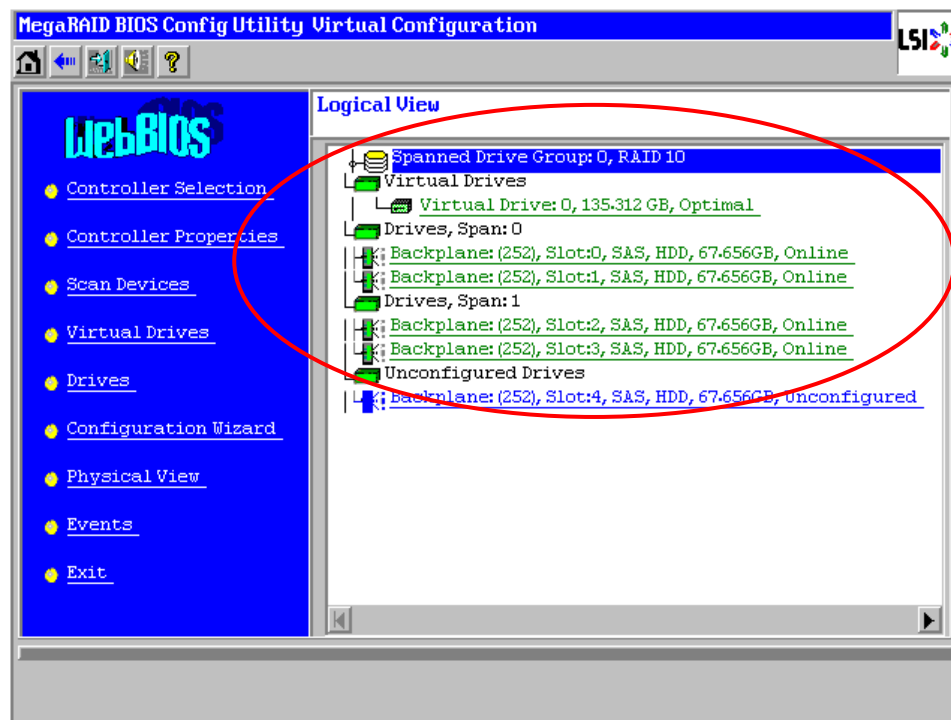 MegaRAID BIOS Config Utility Virtual Configuration
LSI
?
WebBIOS
Controller Selection
Controller Properties
Scan Devices
Virtual Drives
Drives
Configuration Wizard
Physical View
Events
Exit
Logical View
Spanned Drive Group: 0, RAID 10
Virtual Drives
Virtual Drive: 0, 135.312 GB, Optimal
Drives, Span: 0
Backplane: (252), Slot:0, SAS, HDD, 67.656GB, Online
Backplane: (252), Slot:1, SAS, HDD, 67.656GB, Online
Drives, Span: 1
Backplane: (252), Slot:2, SAS, HDD, 67.656GB, Online
Backplane: (252), Slot:3, SAS, HDD, 67.656GB, Online
Unconfigured Drives
Backplane: (252), Slot:4, SAS, HDD, 67.656GB, Unconfigured